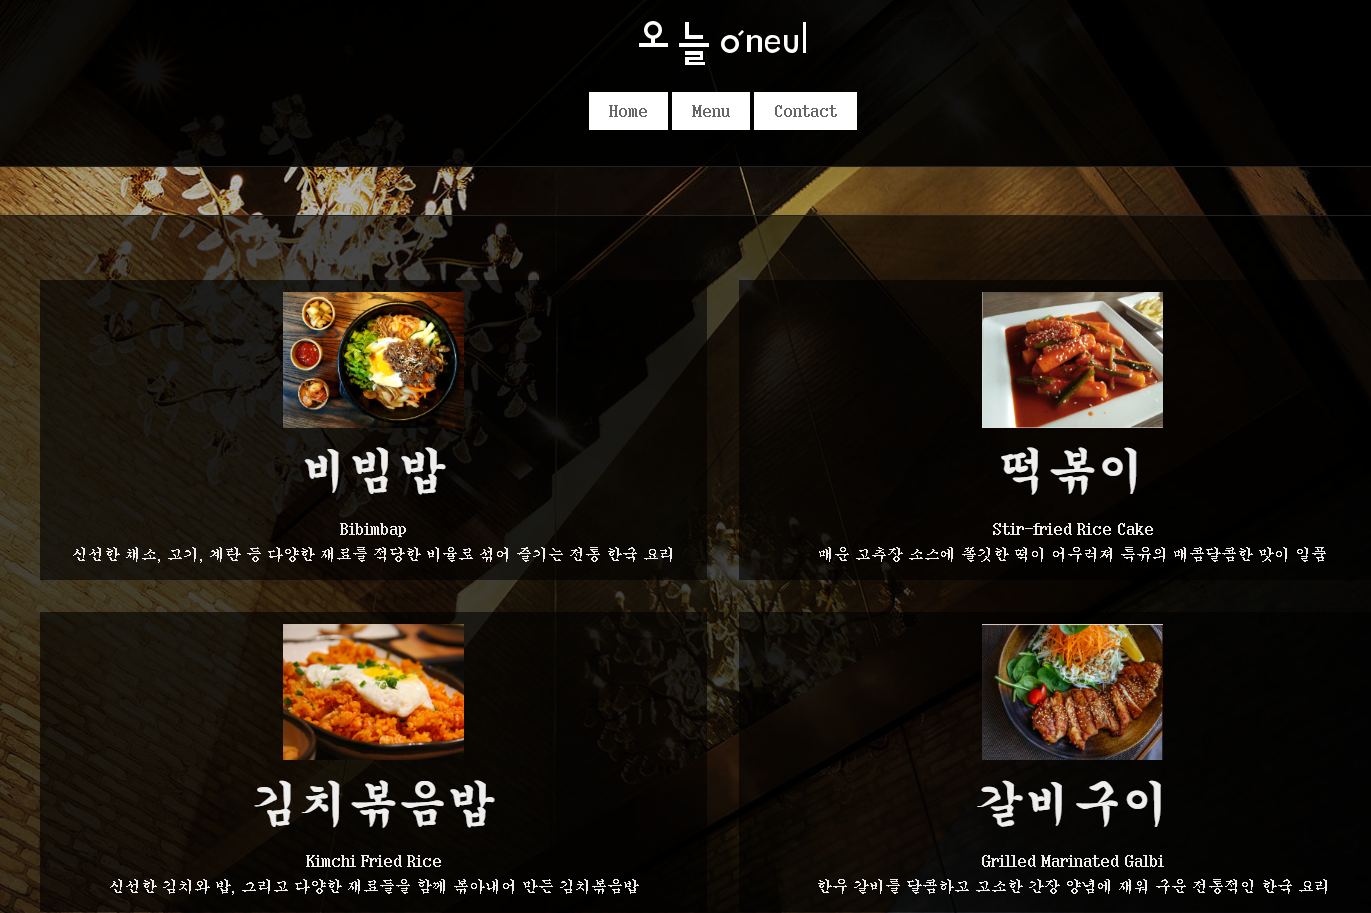 오늘 o'neul
Home Menu Contact
비빔밥
Bibimbap
신선한 채소, 고기, 계란 등 다양한 재료를 적당한 비율로 섞어 즐기는 전통 한국 요리
떡볶이
Stir-fried Rice Cake
매운 고추장 소스에 쫄깃한 떡이 어우러져 특유의 매콤달콤한 맛이 일품
김치볶음밥
Kimchi Fried Rice
신선한 김치와 밥, 그리고 다양한 재료들을 함께 볶아내어 만든 김치볶음밥
갈비구이
Grilled Marinated Galbi
한우 갈비를 달콤하고 고소한 간장 양념에 재워 구운 전통적인 한국 요리